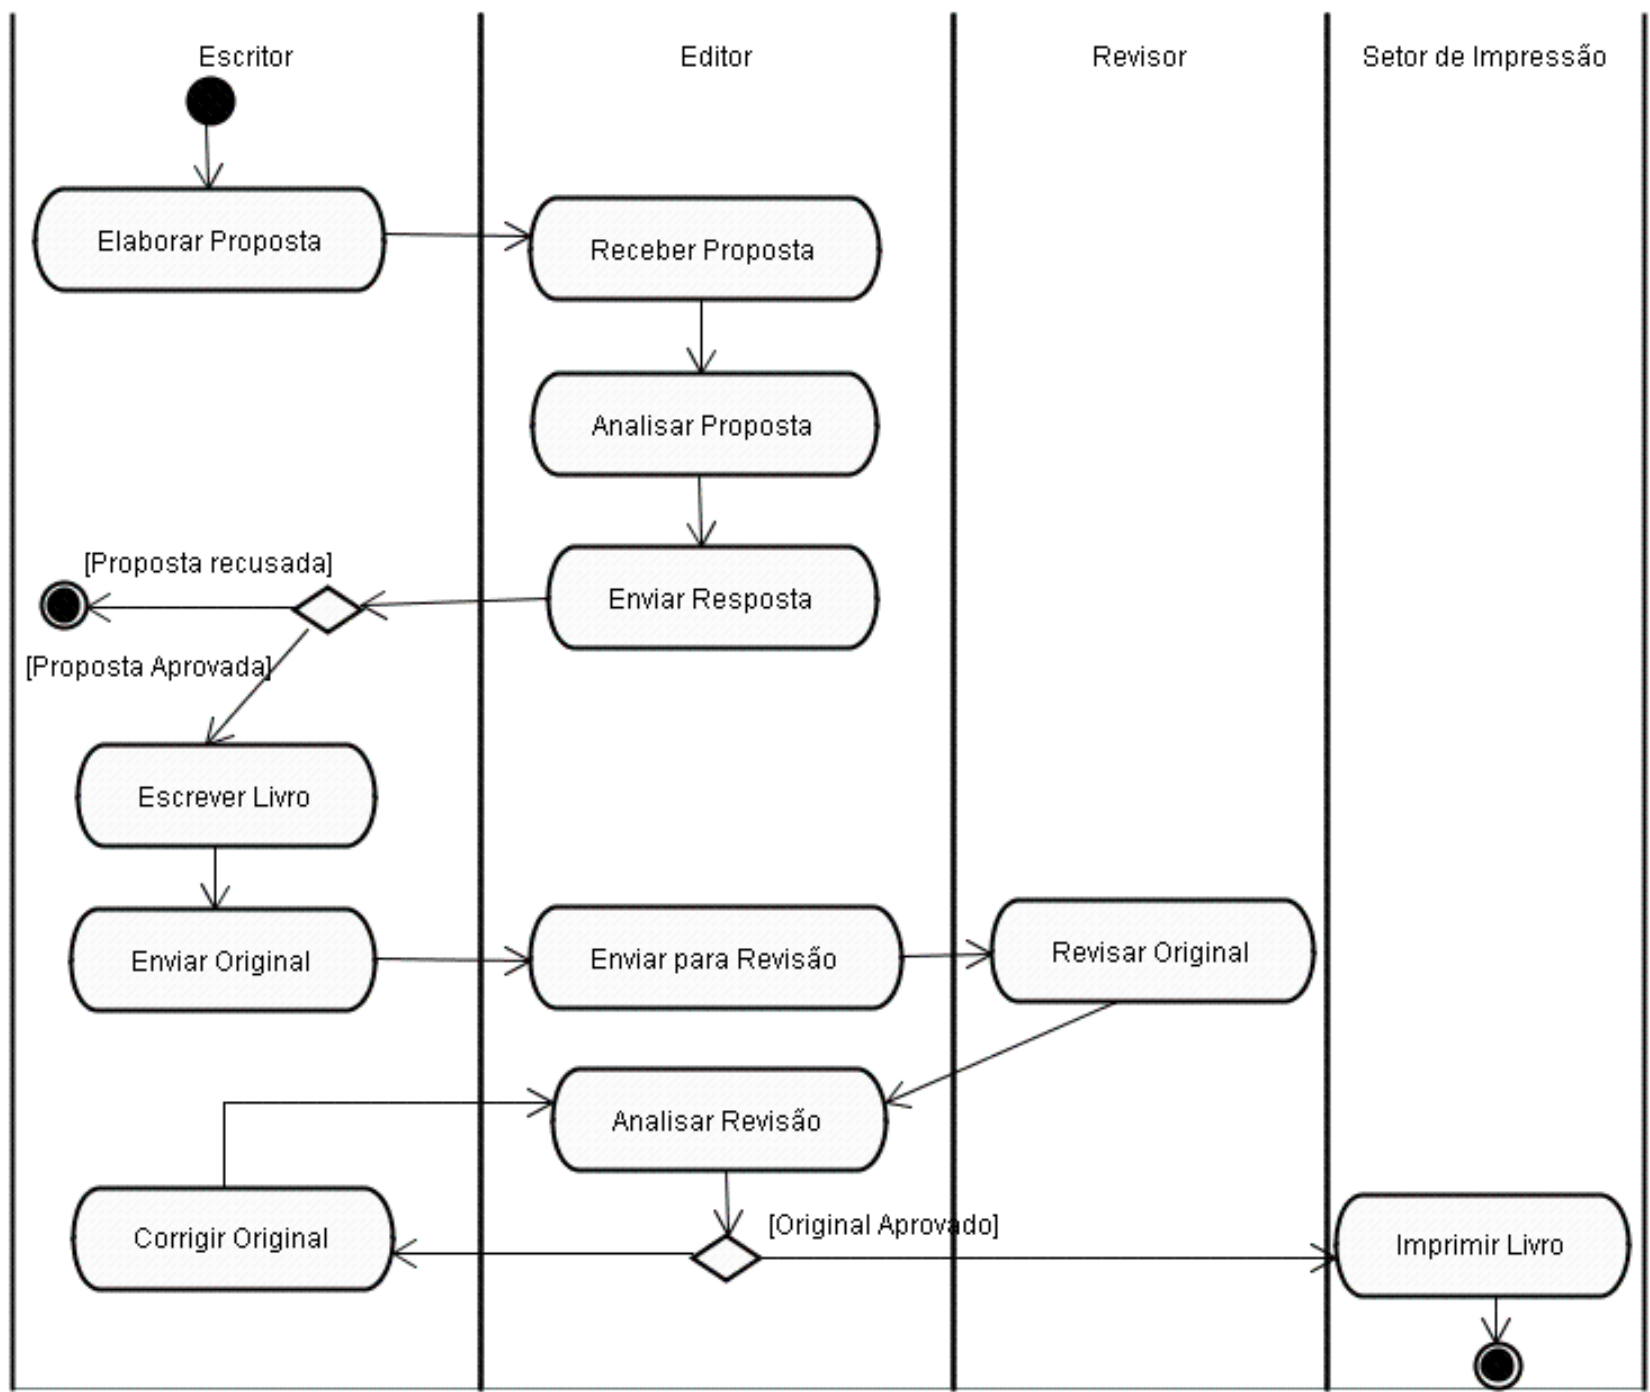 Escritor
Editor
Revisor
Setor de Impressão
Elaborar Proposta
Receber Proposta
Analisar Proposta
[Proposta recusada]
Enviar Resposta
[Proposta Aprovada]
Escrever Livro
Enviar Original
Enviar para Revisão
Revisar Original
Analisar Revisão
Corrigir Original
[Original Aprovado]
Imprimir Livro